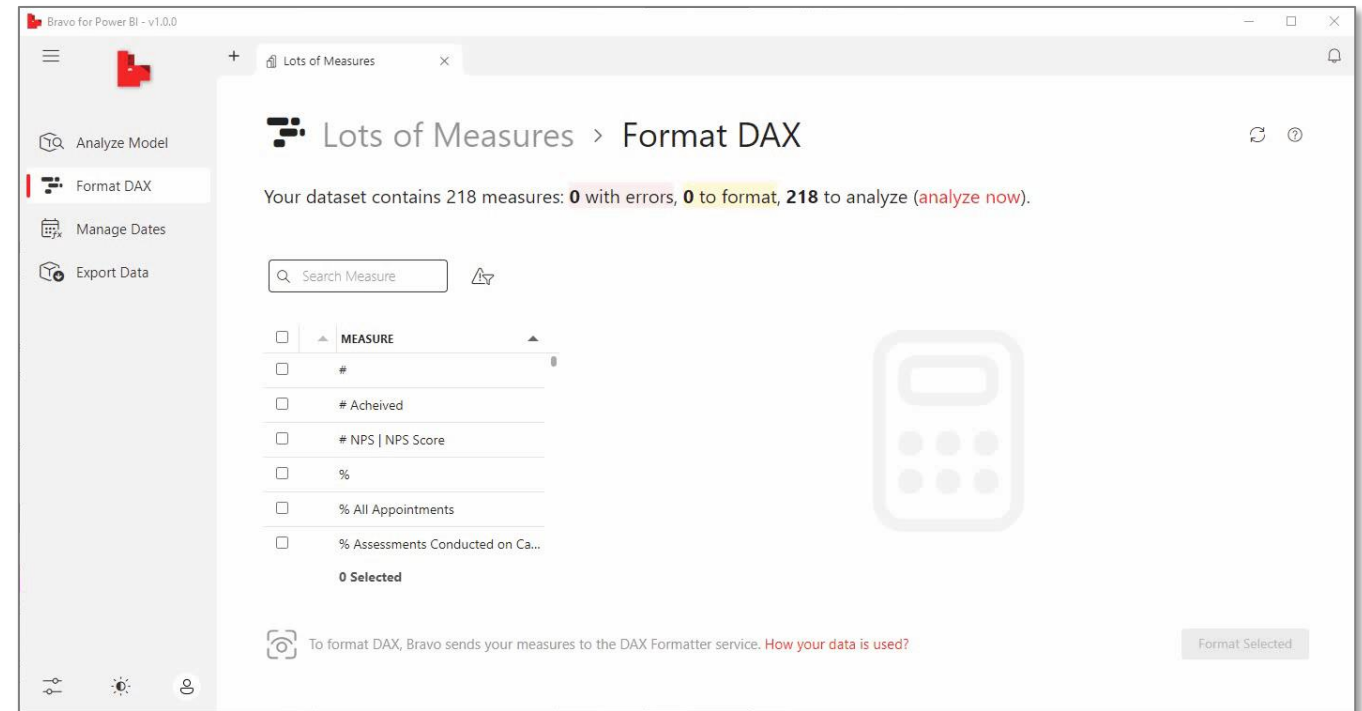 Bravo for Power BI - v1.0.0
+ Lots of Measures ×
Analyze Model
Format DAX
Manage Dates
Export Data
Lots of Measures > Format DAX
Your dataset contains 218 measures: 0 with errors, 0 to format, 218 to analyze (analyze now).
Search Measure
MEASURE
#
# Acheived
# NPS | NPS Score
%
% All Appointments
% Assessments Conducted on Ca...
0 Selected
To format DAX, Bravo sends your measures to the DAX Formatter service. How your data is used?
Format Selected